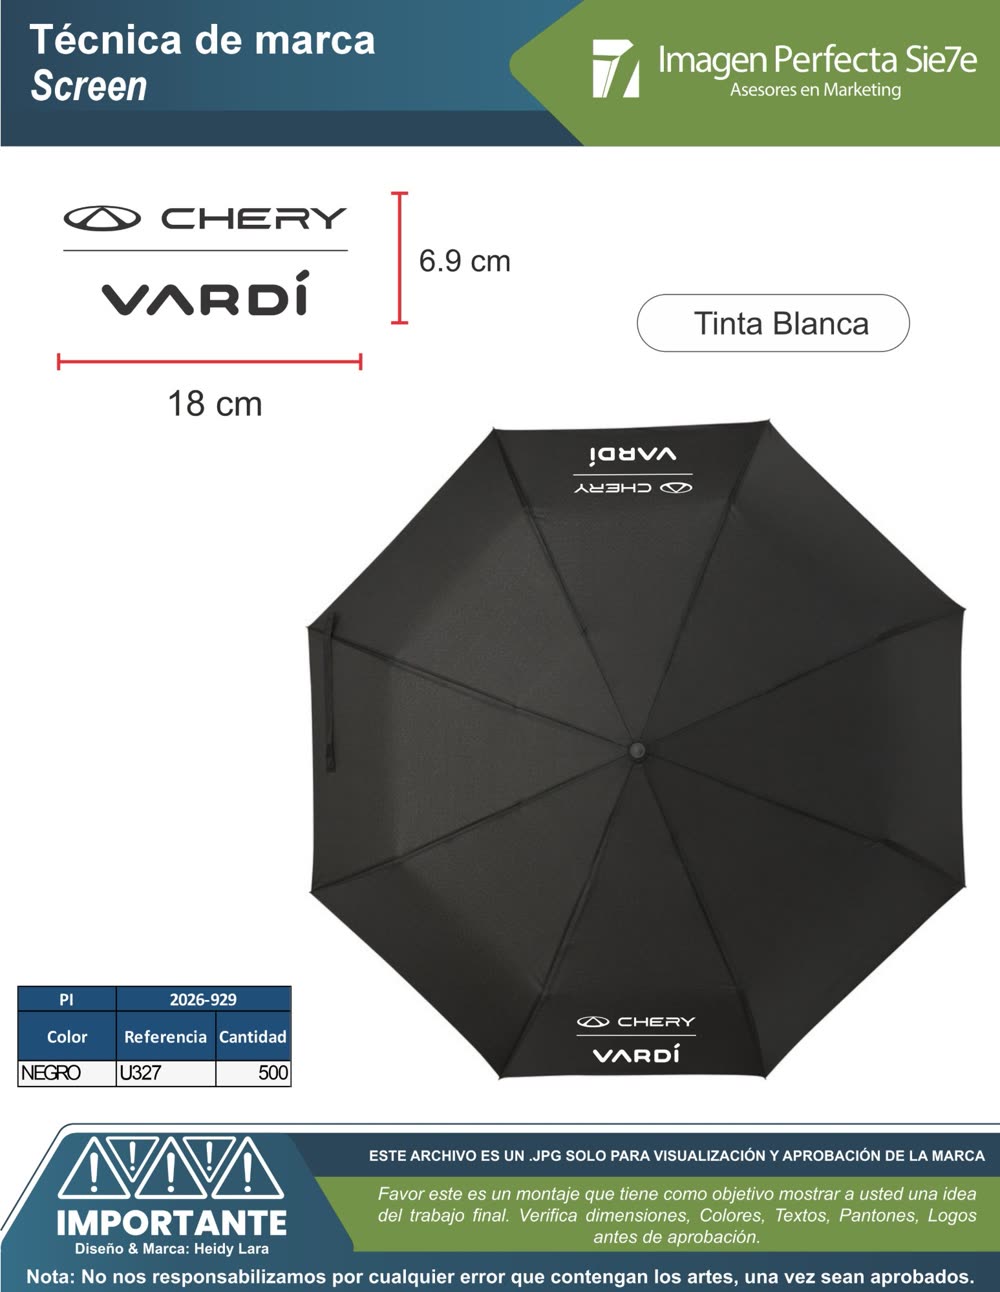 Técnica de marca
Screen
Imagen Perfecta Sie7e
Asesores en Marketing
CHERY
VARDÍ
6.9 cm
18 cm
Tinta Blanca
VARDÍ
CHERY
CHERY
VARDÍ
PI 2026-929
Color Referencia Cantidad
NEGRO U327 500
IMPORTANTE
Diseño & Marca: Heidy Lara
ESTE ARCHIVO ES UN .JPG SOLO PARA VISUALIZACIÓN Y APROBACIÓN DE LA MARCA
Favor este es un montaje que tiene como objetivo mostrar a usted una idea
del trabajo final. Verifica dimensiones, Colores, Textos, Pantones, Logos
antes de aprobación.
Nota: No nos responsabilizamos por cualquier error que contengan los artes, una vez sean aprobados.